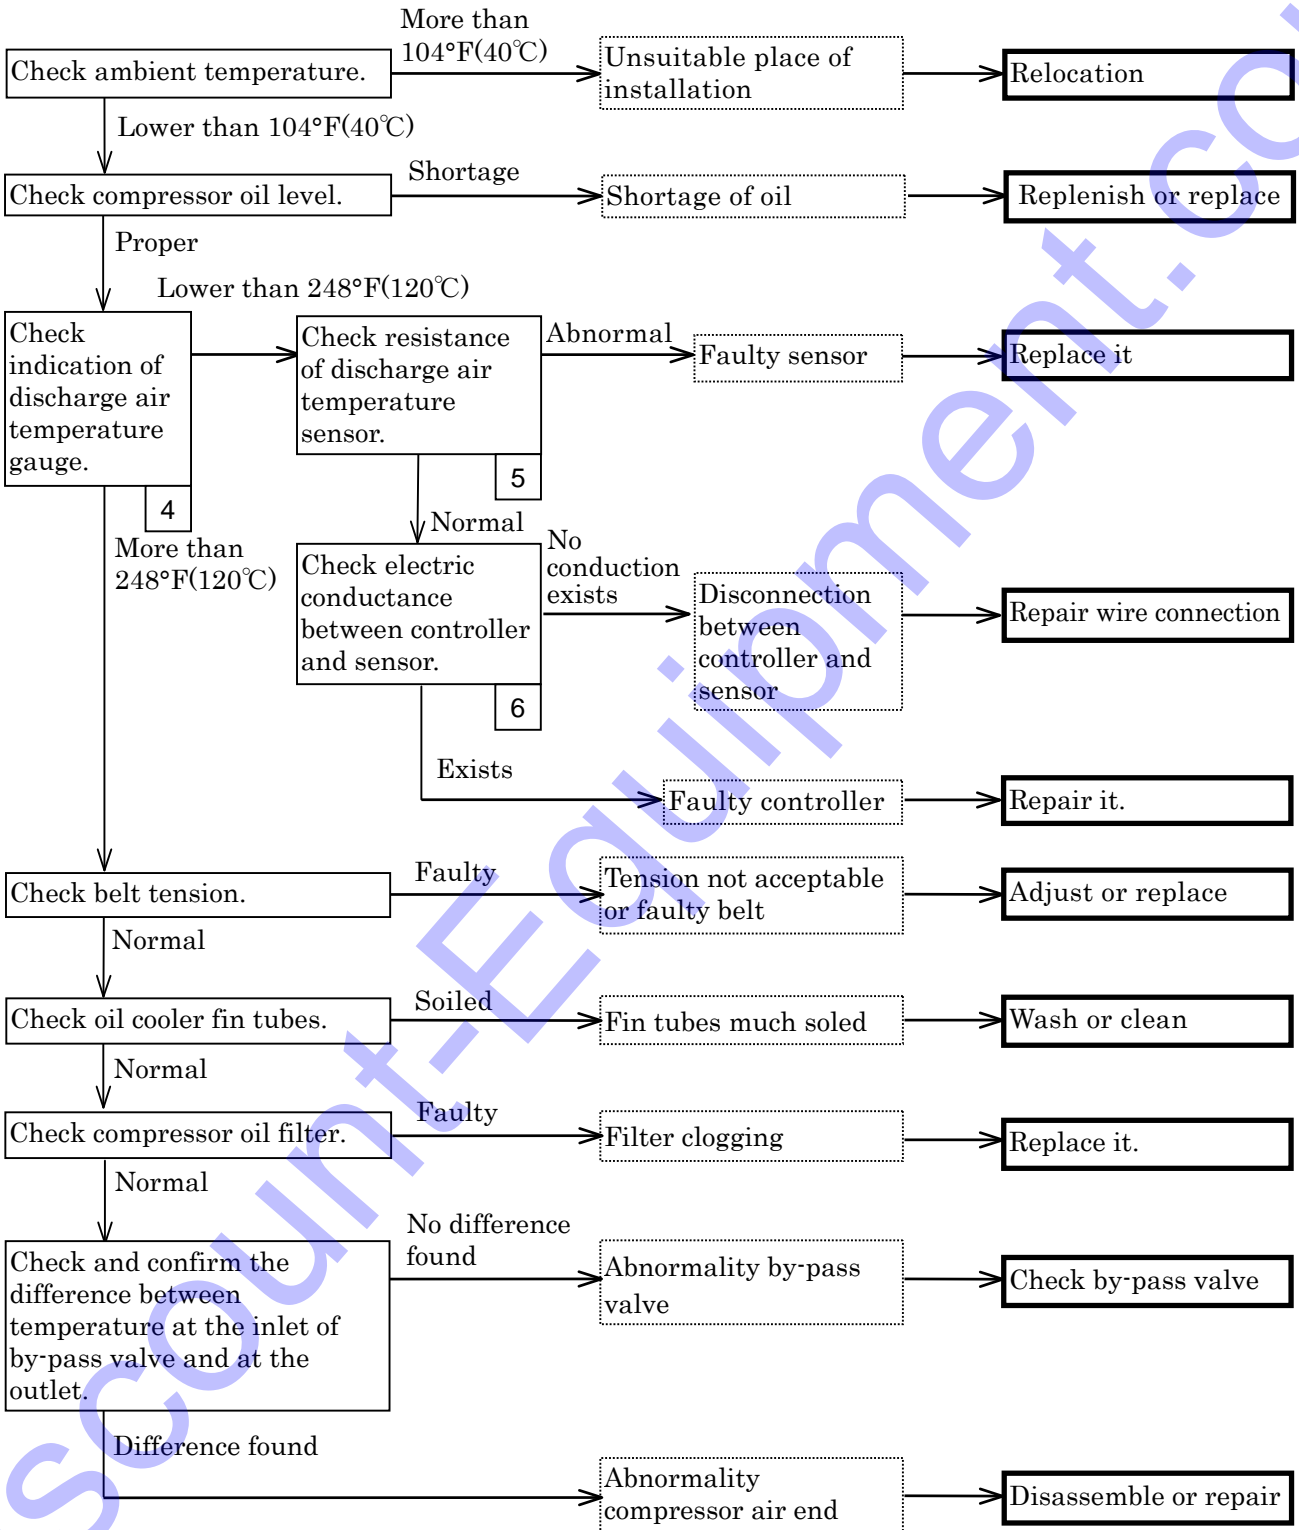 More than
104°F(40℃)
Check ambient temperature.
Unsuitable place of
installation
Relocation
Lower than 104°F(40℃)
Check compressor oil level.
Shortage
Shortage of oil
Replenish or replace
Proper
Lower than 248°F(120℃)
Check
indication of
discharge air
temperature
gauge.
4
Check resistance
of discharge air
temperature
sensor.
5
Abnormal
Faulty sensor
Replace it
Normal
More than
248°F(120℃)
Check electric
conductance
between controller
and sensor.
6
No
conduction
exists
Disconnection
between
controller and
sensor
Repair wire connection
Exists
Faulty controller
Repair it.
Check belt tension.
Faulty
Tension not acceptable
or faulty belt
Adjust or replace
Normal
Check oil cooler fin tubes.
Soiled
Fin tubes much soled
Wash or clean
Normal
Check compressor oil filter.
Faulty
Filter clogging
Replace it.
Normal
Check and confirm the
difference between
temperature at the inlet of
by-pass valve and at the
outlet.
No difference
found
Abnormality by-pass
valve
Check by-pass valve
Difference found
Abnormality
compressor air end
Disassemble or repair
scount-Equipment.co